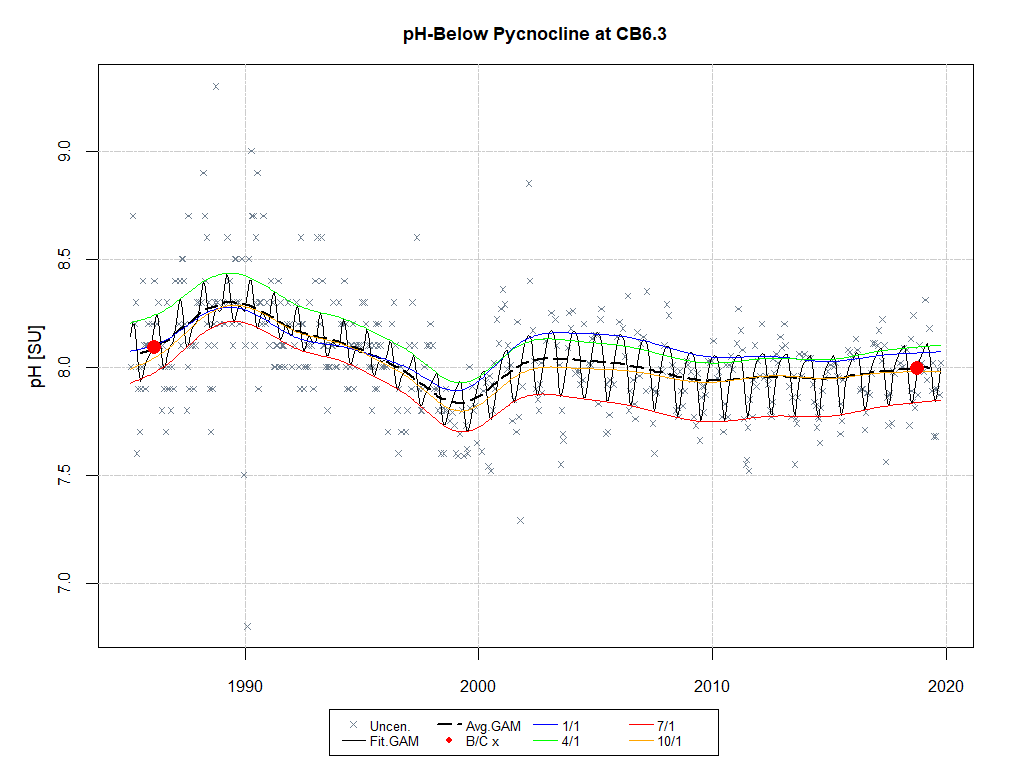 pH-Below Pycnocline at CB6.3
pH [SU]
9.0
8.5
8.0
7.5
7.0
1990 2000 2010 2020
Uncen. Avg.GAM 1/1 7/1
Fit.GAM B/C x 4/1 10/1